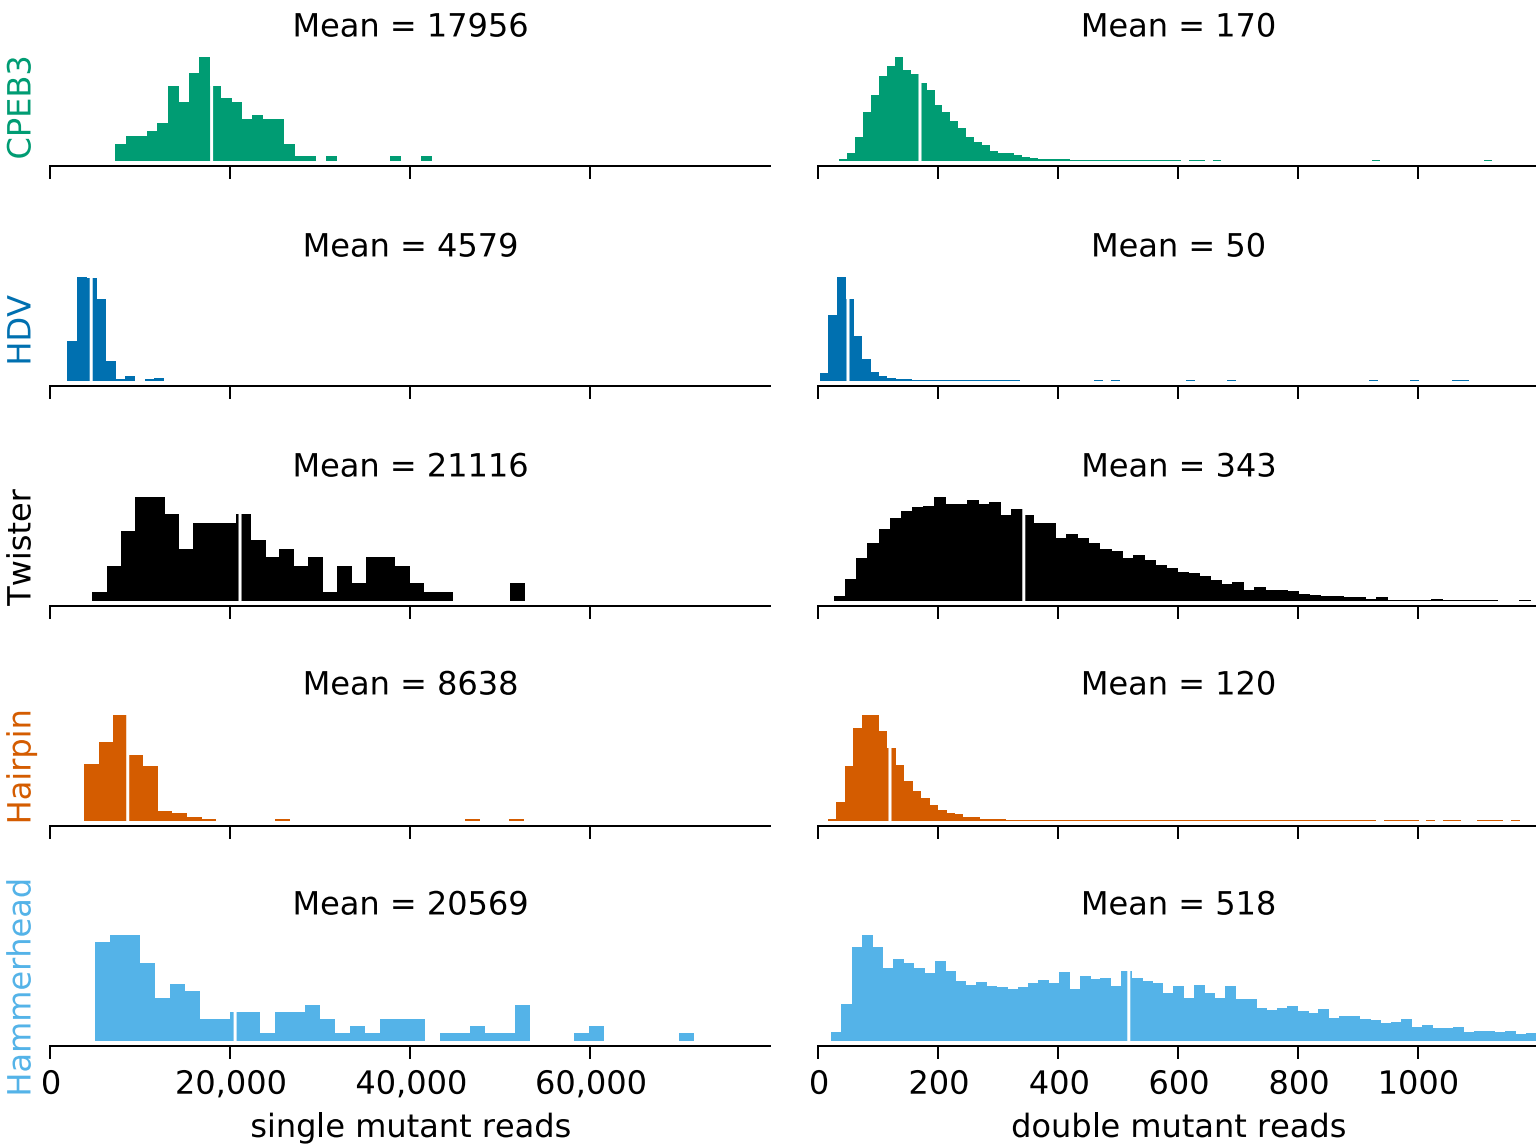 Mean = 17956
Mean = 170
CPEB3
Mean = 4579
Mean = 50
HDV
Mean = 21116
Mean = 343
Twister
Mean = 8638
Mean = 120
Hairpin
Mean = 20569
Mean = 518
Hammerhead
0 20,000 40,000 60,000
0 200 400 600 800 1000
single mutant reads
double mutant reads